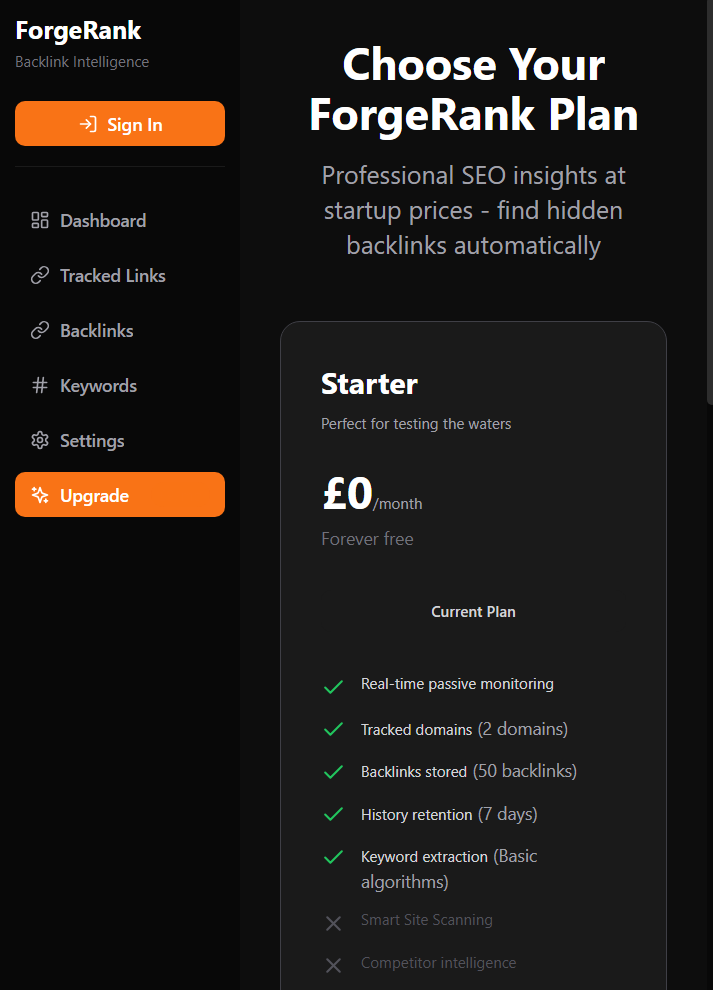 ForgeRank
Backlink Intelligence
Sign In
Dashboard
Tracked Links
Backlinks
Keywords
Settings
Upgrade
Choose Your
ForgeRank Plan
Professional SEO insights at
startup prices - find hidden
backlinks automatically
Starter
Perfect for testing the waters
£0/month
Forever free
Current Plan
Real-time passive monitoring
Tracked domains (2 domains)
Backlinks stored (50 backlinks)
History retention (7 days)
Keyword extraction (Basic
algorithms)
Smart Site Scanning
Competitor intelligence